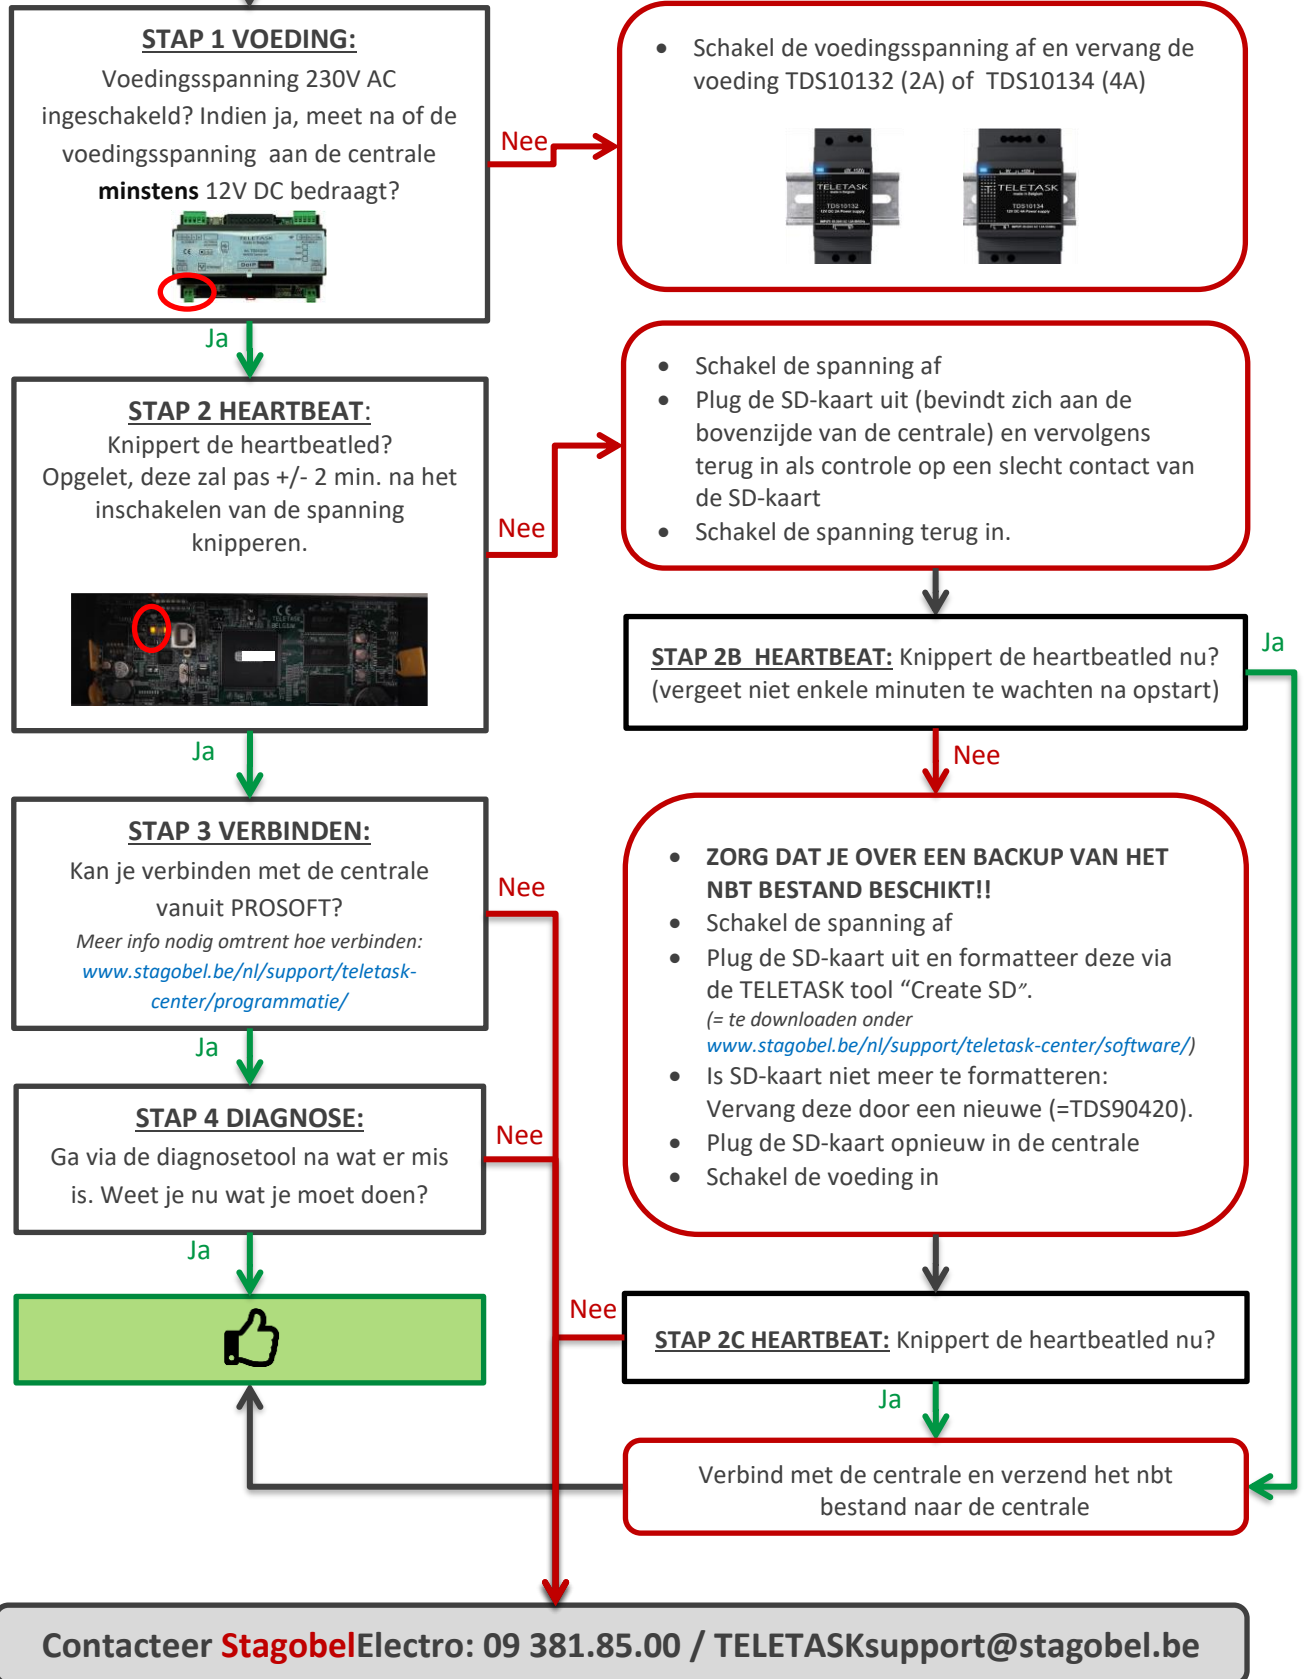 STAP 1 VOEDING:
Voedingsspanning 230V AC
ingeschakeld? Indien ja, meet na of de
voedingsspanning aan de centrale
minstens 12V DC bedraagt?
TELETASK
Nee
• Schakel de voedingsspanning af en vervang de
voeding TDS10132 (2A) of TDS10134 (4A)
TELETASK
TDS10132
TELETASK
TDS10134
Ja
STAP 2 HEARTBEAT:
Knippert de heartbeatled?
Opgelet, deze zal pas +/- 2 min. na het
inschakelen van de spanning
knipperen.
TELETASK
BELGIUM
Nee
• Schakel de spanning af
• Plug de SD-kaart uit (bevindt zich aan de
bovenzijde van de centrale) en vervolgens
terug in als controle op een slecht contact van
de SD-kaart
• Schakel de spanning terug in.
STAP 2B HEARTBEAT: Knippert de heartbeatled nu?
(vergeet niet enkele minuten te wachten na opstart)
Ja
Nee
Ja
STAP 3 VERBINDEN:
Kan je verbinden met de centrale
vanuit PROSOFT?
Meer info nodig omtrent hoe verbinden:
www.stagobel.be/nl/support/teletask-
center/programmatie/
Nee
• ZORG DAT JE OVER EEN BACKUP VAN HET
NBT BESTAND BESCHIKT!!
• Schakel de spanning af
• Plug de SD-kaart uit en formatteer deze via
de TELETASK tool “Create SD”.
(= te downloaden onder
www.stagobel.be/nl/support/teletask-center/software/)
• Is SD-kaart niet meer te formatteren:
Vervang deze door een nieuwe (=TDS90420).
• Plug de SD-kaart opnieuw in de centrale
• Schakel de voeding in
Ja
STAP 4 DIAGNOSE:
Ga via de diagnosetool na wat er mis
is. Weet je nu wat je moet doen?
Nee
Ja
Nee
STAP 2C HEARTBEAT: Knippert de heartbeatled nu?
Ja
Verbind met de centrale en verzend het nbt
bestand naar de centrale
Contacteer StagobelElectro: 09 381.85.00 / TELETASKsupport@stagobel.be